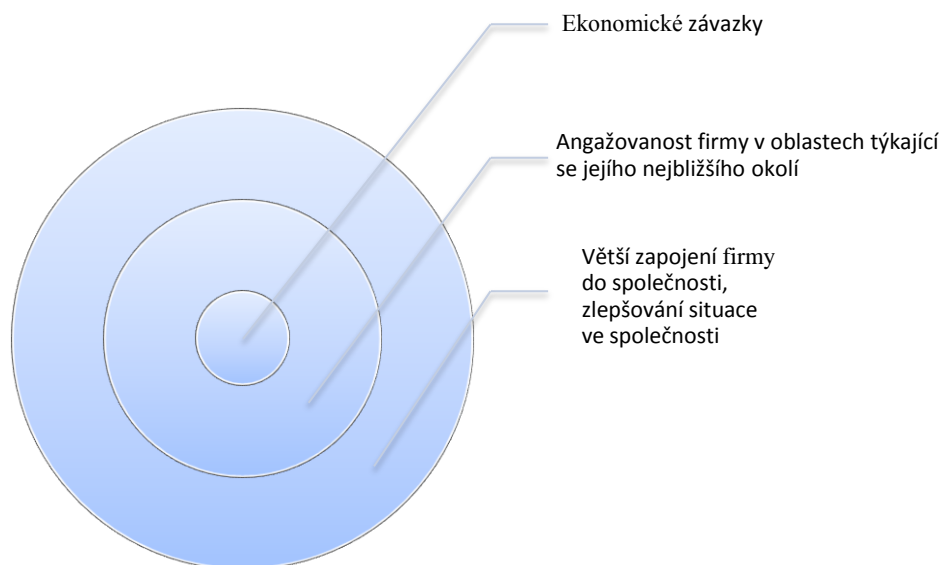 Ekonomické závazky
Angažovanost firmy v oblastech týkající
se jejího nejbližšího okolí
Větší zapojení firmy
do společnosti,
zlepšování situace
ve společnosti